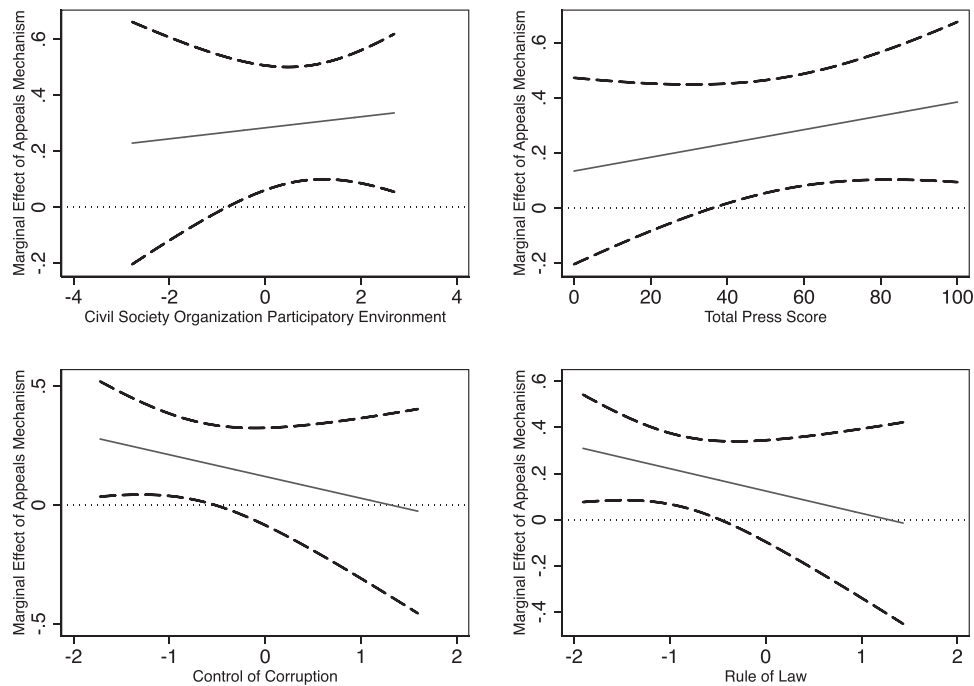 Marginal Effect of Appeals Mechanism
.6
.4
.2
0
-.2
-4 -2 0 2 4
Civil Society Organization Participatory Environment
Marginal Effect of Appeals Mechanism
.6
.4
.2
0
-.2
0 20 40 60 80 100
Total Press Score
Marginal Effect of Appeals Mechanism
.5
0
-.5
-2 -1 0 1 2
Control of Corruption
Marginal Effect of Appeals Mechanism
.6
.4
.2
0
-.2
-.4
-2 -1 0 1 2
Rule of Law